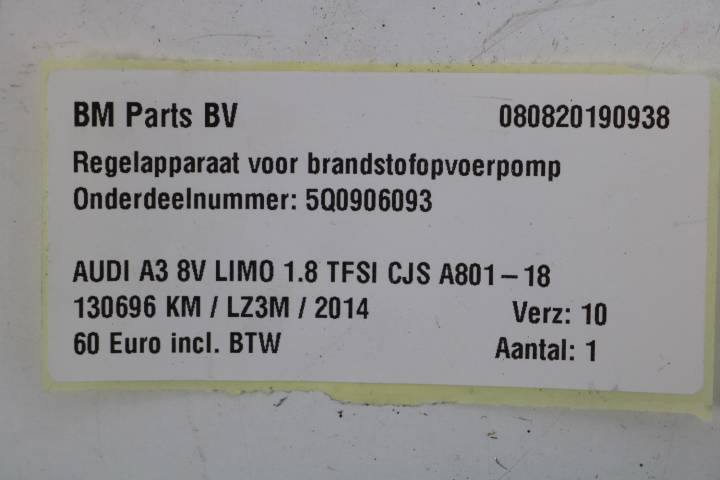 BM Parts BV 080820190938
Regelapparaat voor brandstofopvoerpomp
Onderdeelnummer: 5Q0906093
AUDI A3 8V LIMO 1.8 TFSI CJS A801-18
130696 KM / LZ3M / 2014 Verz: 10
60 Euro incl. BTW Aantal: 1